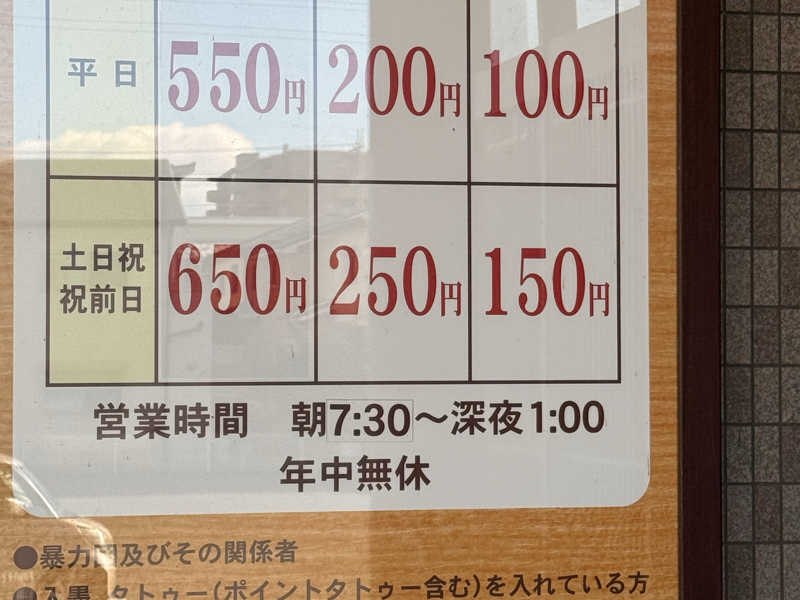 平日 550円 200円 100円
土日祝
祝前日 650円 250円 150円
営業時間 朝7:30〜深夜1:00
年中無休
●暴力団及びその関係者
●入墨、タトゥー(ポイントタトゥー含む)を入れている方